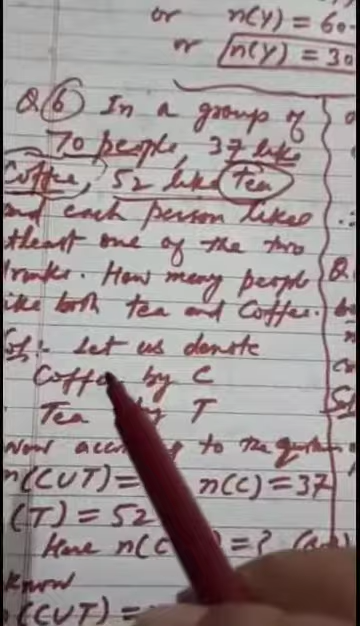 or n(Y) = 60-
or n(Y) = 30
Q(6) In a group of
70 people, 37 like
Coffee, 52 like Tea
and each person likes
atleast one of the two
drinks. How many people
like both tea and Coffee.
Sol:- Let us denote
Coffee by C
Tea by T
Now according to the question
n(CUT)= n(C)=37
(T) = 52
Here n(C )=?
know
(CUT) =